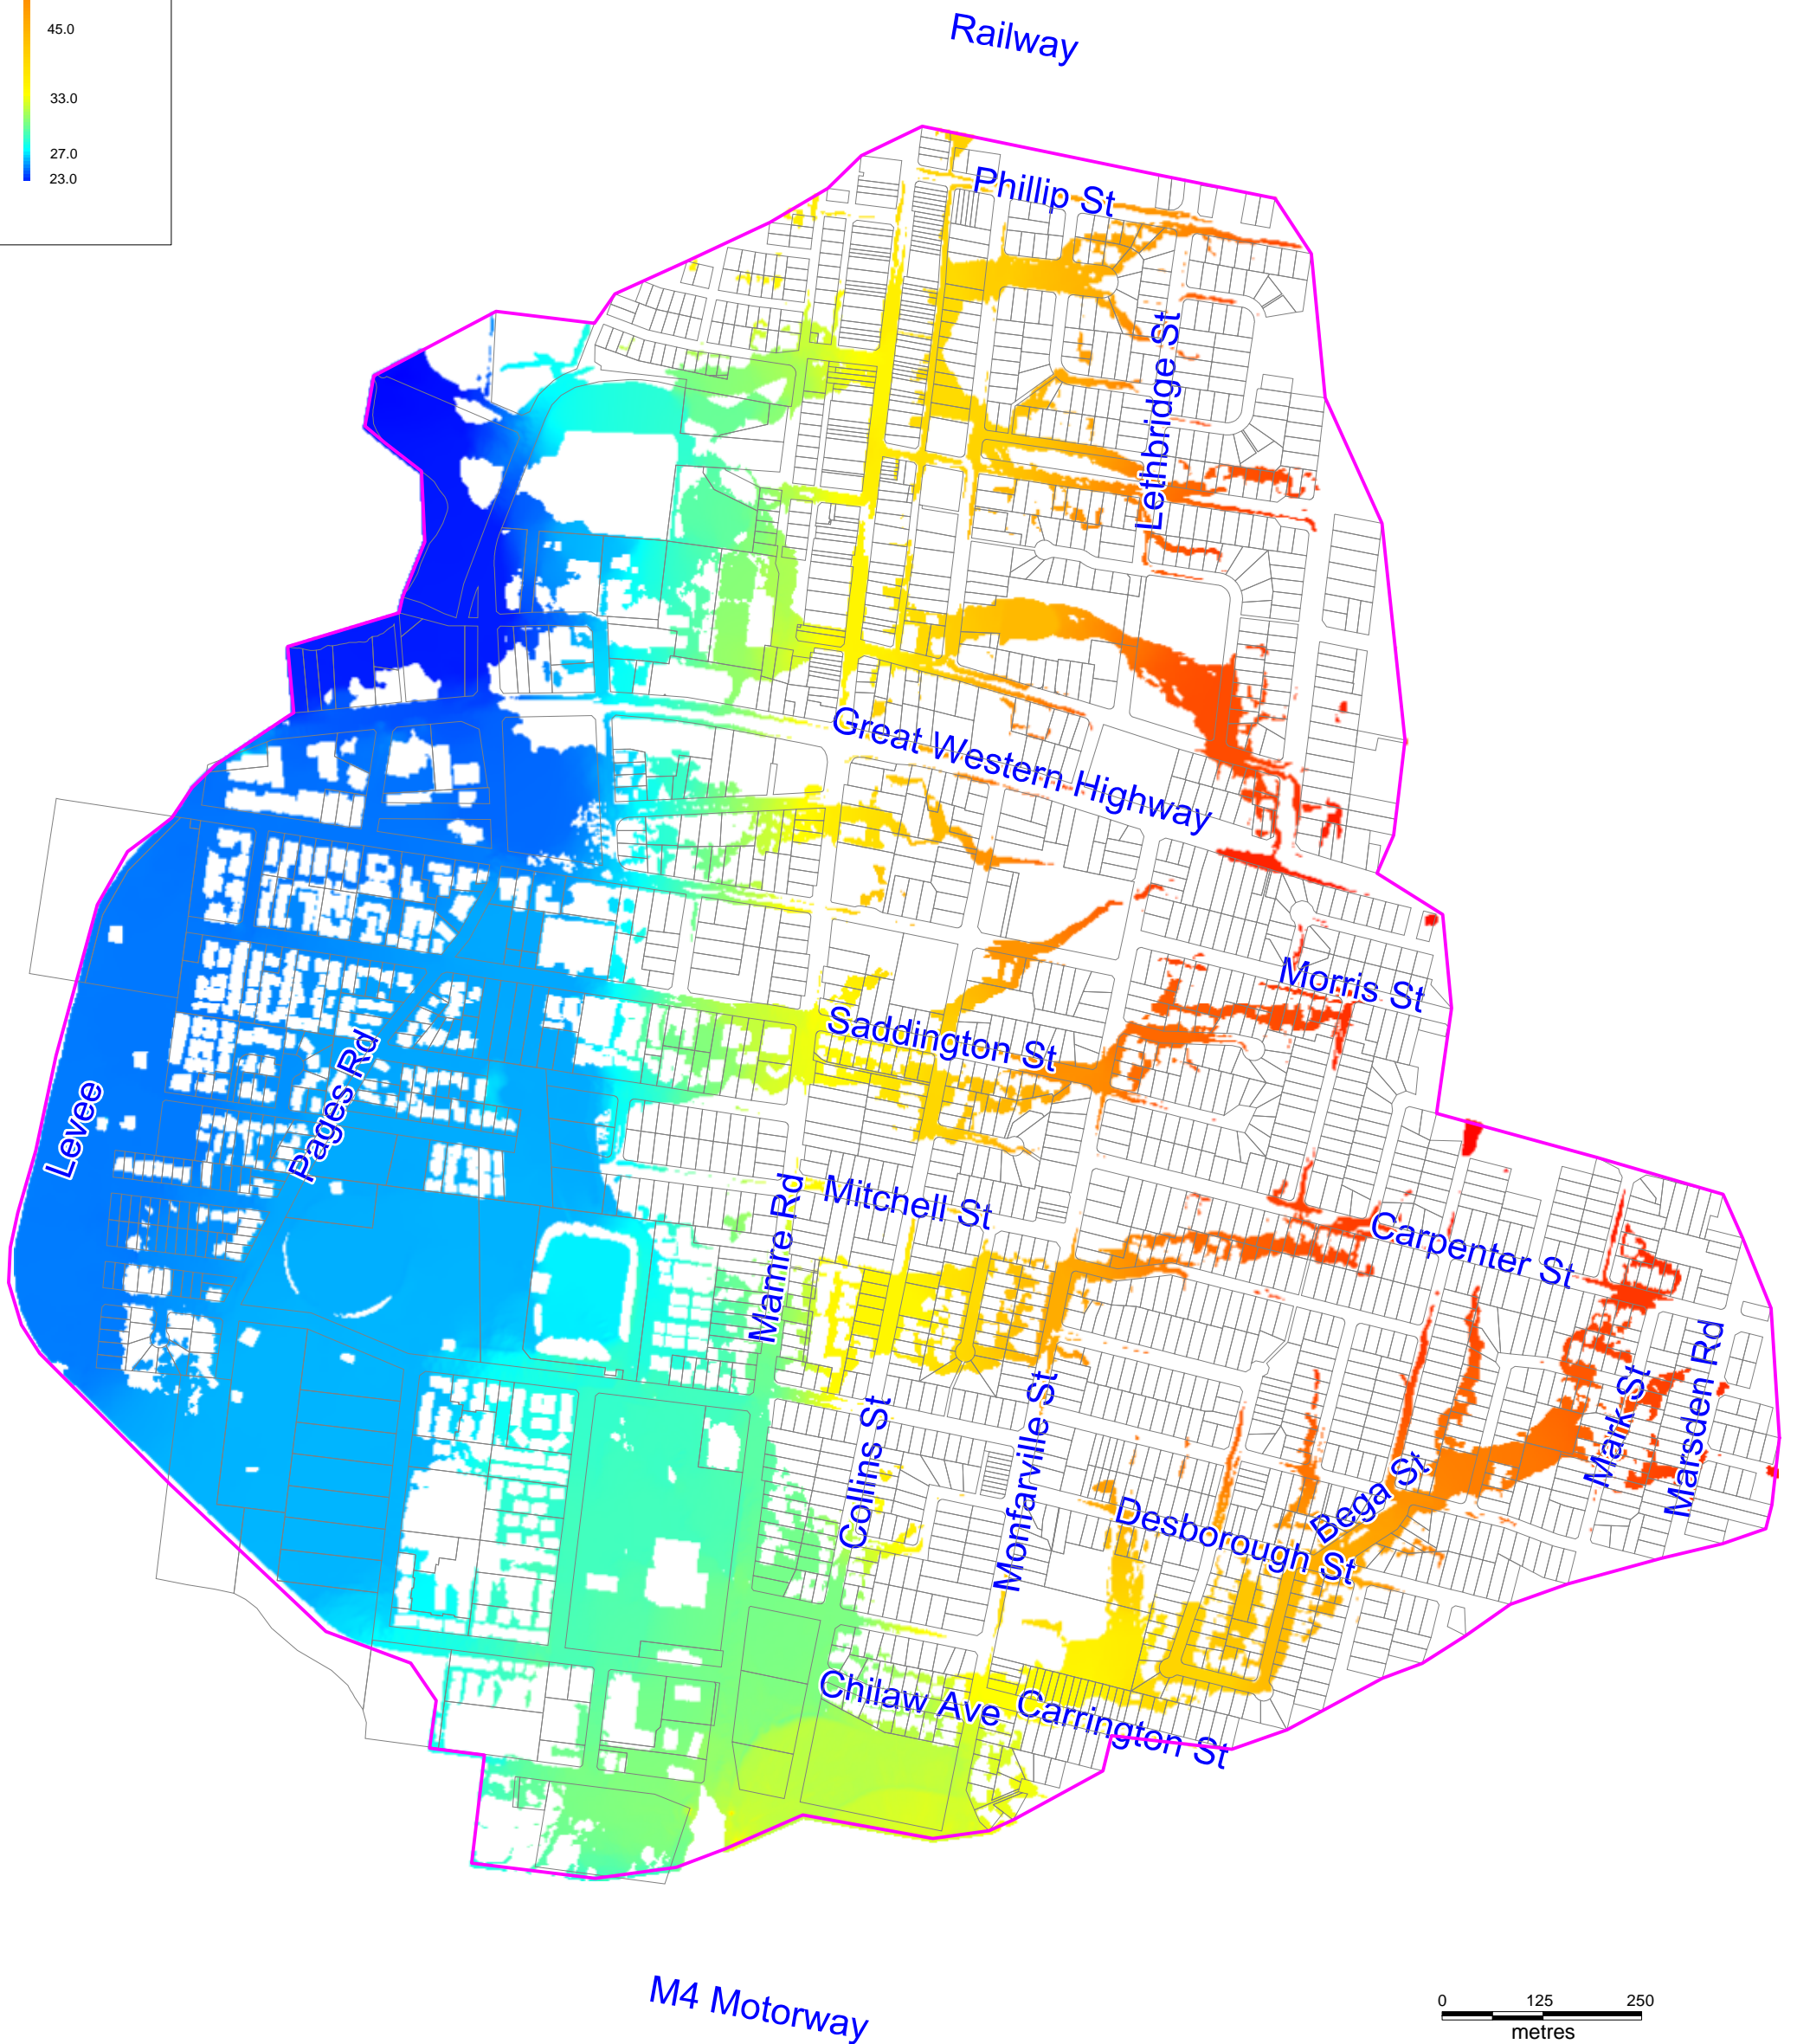 45.0
33.0
27.0
23.0
Railway
Phillip St
Lethbridge St
Great Western Highway
Morris St
Saddington St
Pages Rd
Levee
Mitchell St
Mamre Rd
Carpenter St
Mark St
Marsden Rd
Collins St
Monfarville St
Bega St
Desborough St
Chilaw Ave
Carrington St
M4 Motorway
0 125 250
metres